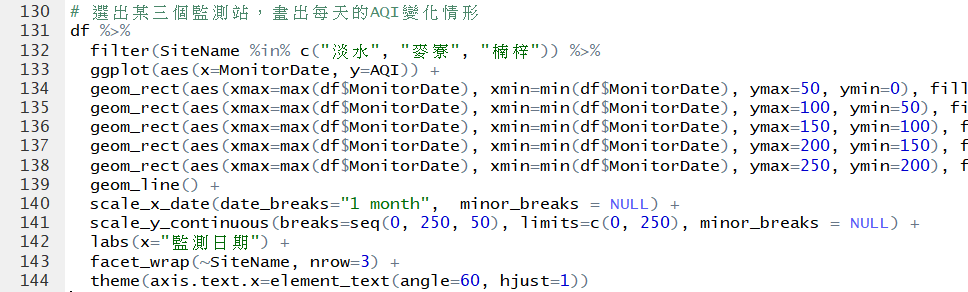 130 # 選出某三個監測站，畫出每天的AQI變化情形
131 df %>%
132   filter(SiteName %in% c("淡水", "麥寮", "楠梓")) %>%
133   ggplot(aes(x=MonitorDate, y=AQI)) +
134   geom_rect(aes(xmax=max(df$MonitorDate), xmin=min(df$MonitorDate), ymax=50, ymin=0), fill
135   geom_rect(aes(xmax=max(df$MonitorDate), xmin=min(df$MonitorDate), ymax=100, ymin=50), fi
136   geom_rect(aes(xmax=max(df$MonitorDate), xmin=min(df$MonitorDate), ymax=150, ymin=100), f
137   geom_rect(aes(xmax=max(df$MonitorDate), xmin=min(df$MonitorDate), ymax=200, ymin=150), f
138   geom_rect(aes(xmax=max(df$MonitorDate), xmin=min(df$MonitorDate), ymax=250, ymin=200), f
139   geom_line() +
140   scale_x_date(date_breaks="1 month",  minor_breaks = NULL) +
141   scale_y_continuous(breaks=seq(0, 250, 50), limits=c(0, 250), minor_breaks = NULL) +
142   labs(x="監測日期") +
143   facet_wrap(~SiteName, nrow=3) +
144   theme(axis.text.x=element_text(angle=60, hjust=1))